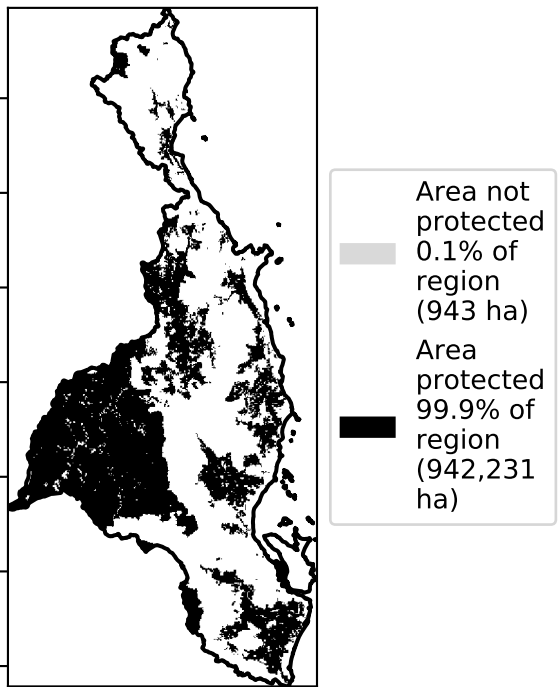 Area not
protected
0.1% of
region
(943 ha)
Area
protected
99.9% of
region
(942,231
ha)